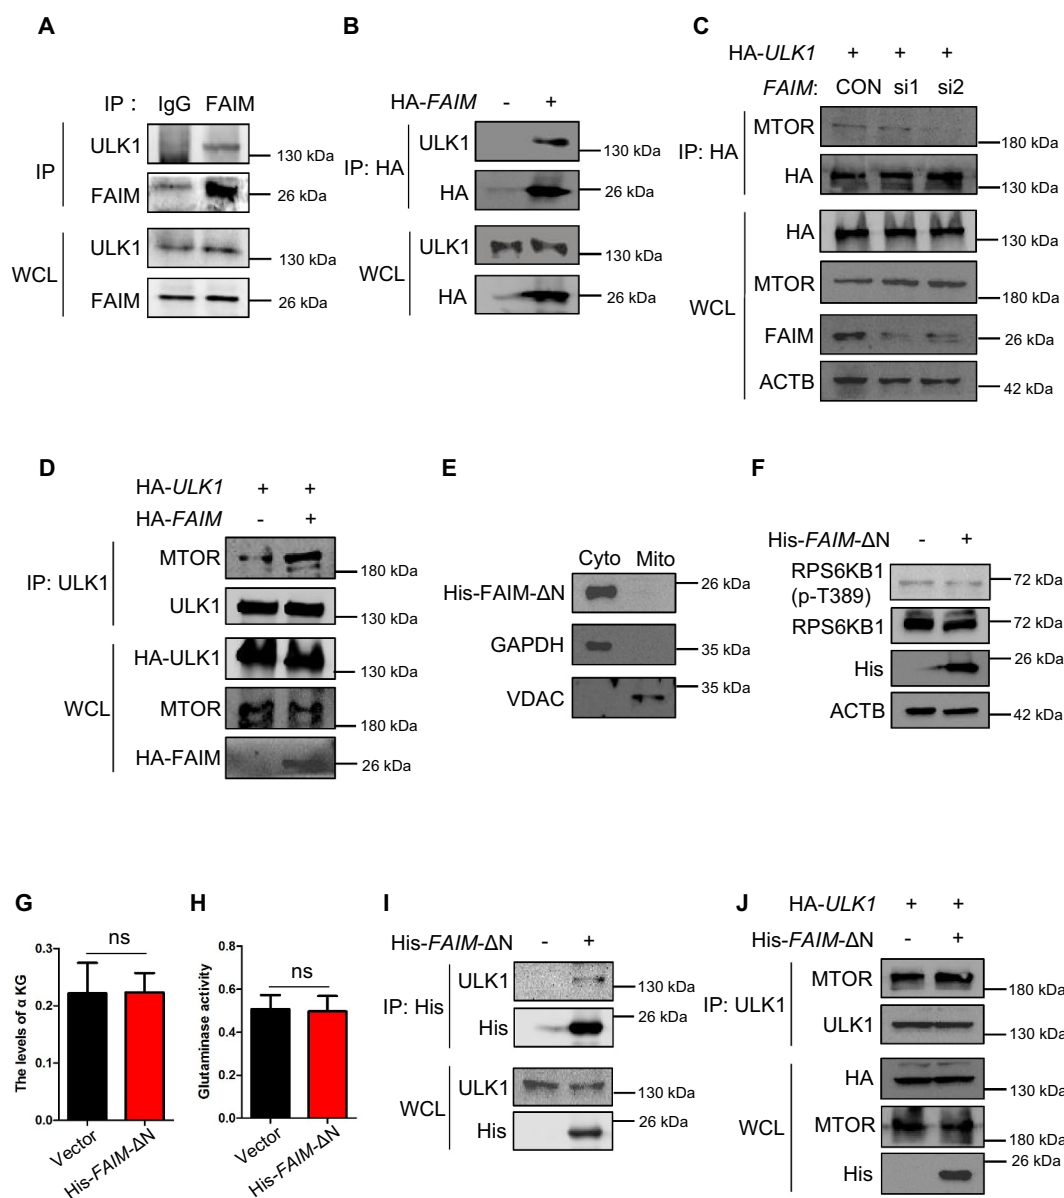 A
IP : IgG FAIM
IP
ULK1
130 kDa
FAIM
26 kDa
WCL
ULK1
130 kDa
FAIM
26 kDa
B
HA-FAIM - +
IP: HA
ULK1
130 kDa
HA
26 kDa
WCL
ULK1
130 kDa
HA
26 kDa
C
HA-ULK1 + + +
FAIM: CON si1 si2
IP: HA
MTOR
180 kDa
HA
130 kDa
WCL
HA
130 kDa
MTOR
180 kDa
FAIM
26 kDa
ACTB
42 kDa
D
HA-ULK1 + +
HA-FAIM - +
IP: ULK1
MTOR
180 kDa
ULK1
130 kDa
WCL
HA-ULK1
130 kDa
MTOR
180 kDa
HA-FAIM
26 kDa
E
Cyto Mito
His-FAIM-ΔN
26 kDa
GAPDH
35 kDa
VDAC
35 kDa
F
His-FAIM-ΔN - +
RPS6KB1
(p-T389)
72 kDa
RPS6KB1
72 kDa
His
26 kDa
ACTB
42 kDa
G
The levels of α KG
0.3
0.2
0.1
0.0
ns
Vector
His-FAIM-ΔN
H
Glutaminase activity
0.8
0.6
0.4
0.2
0.0
ns
Vector
His-FAIM-ΔN
I
His-FAIM-ΔN - +
IP: His
ULK1
130 kDa
His
26 kDa
WCL
ULK1
130 kDa
His
26 kDa
J
HA-ULK1 + +
His-FAIM-ΔN - +
IP: ULK1
MTOR
180 kDa
ULK1
130 kDa
WCL
HA
130 kDa
MTOR
180 kDa
His
26 kDa